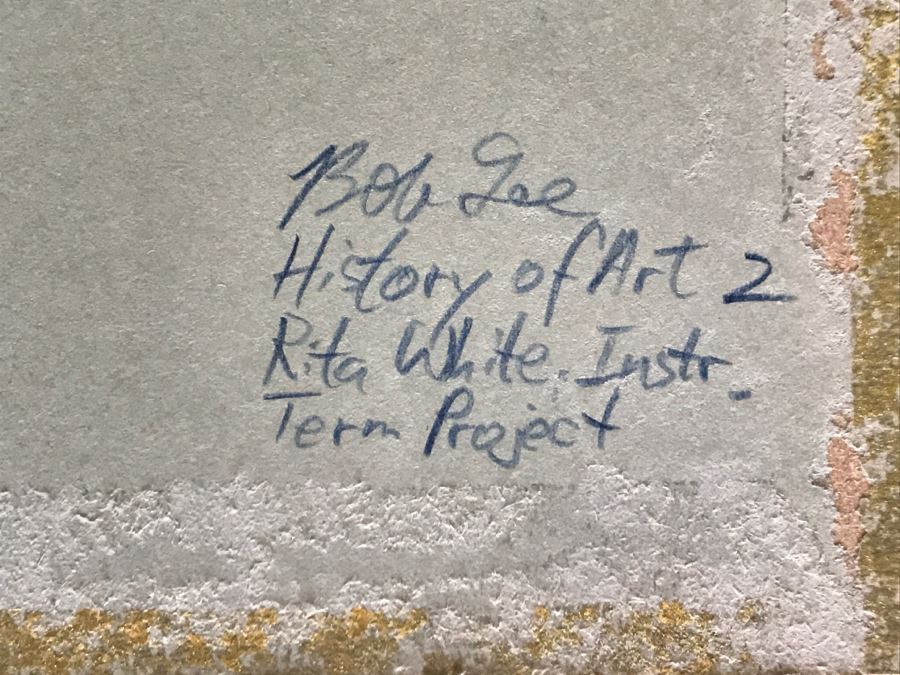 Bob Gee
History of Art 2
Rita White. Instr.
Term Project